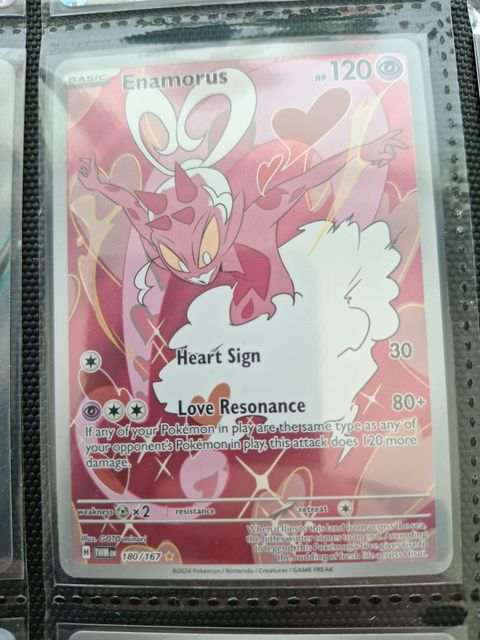 BASIC Enamorus HP 120
Heart Sign 30
Love Resonance 80+
If any of your Pokémon in play are the same type as any of
your opponent's Pokémon in play, this attack does 120 more
damage.
weakness ×2 resistance retreat
Illus. GOTO minori
H TWM EN 180/167
When it flies to this land from across the sea,
the bitter winter comes to an end. According
to legend, this Pokémon's love gives rise to
the budding of fresh life across Hisui.
©2024 Pokémon / Nintendo / Creatures / GAME FREAK